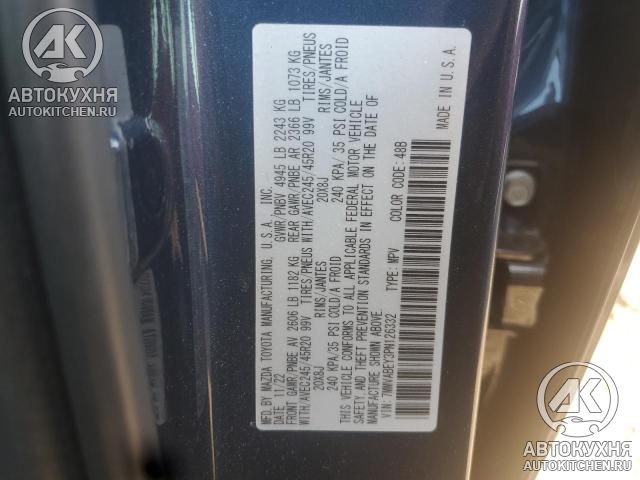 АК
АВТОКУХНЯ
AUTOKITCHEN.RU
MFD.BY MAZDA TOYOTA MANUFACTURING, U.S.A., INC.
DATE 11/22 GVWR/PNBV 4945 LB 2243 KG
FRONT GAWR/PNBE AV 2606 LB 1182 KG REAR GAWR/PNBE AR 2366 LB 1073 KG
WITH/AVEC245/45R20 99V TIRES/PNEUS WITH/AVEC245/45R20 99V TIRES/PNEUS
20X8J RIMS/JANTES 20X8J RIMS/JANTES
240 KPA/35 PSI COLD/A FROID 240 KPA/35 PSI COLD/A FROID
THIS VEHICLE CONFORMS TO ALL APPLICABLE FEDERAL MOTOR VEHICLE
SAFETY AND THEFT PREVENTION STANDARDS IN EFFECT ON THE DATE OF
MANUFACTURE SHOWN ABOVE.
VIN: 7MMVABEY3PN126332 TYPE: MPV COLOR CODE: 48B
MADE IN U.S.A.
АК
АВТОКУХНЯ
AUTOKITCHEN.RU